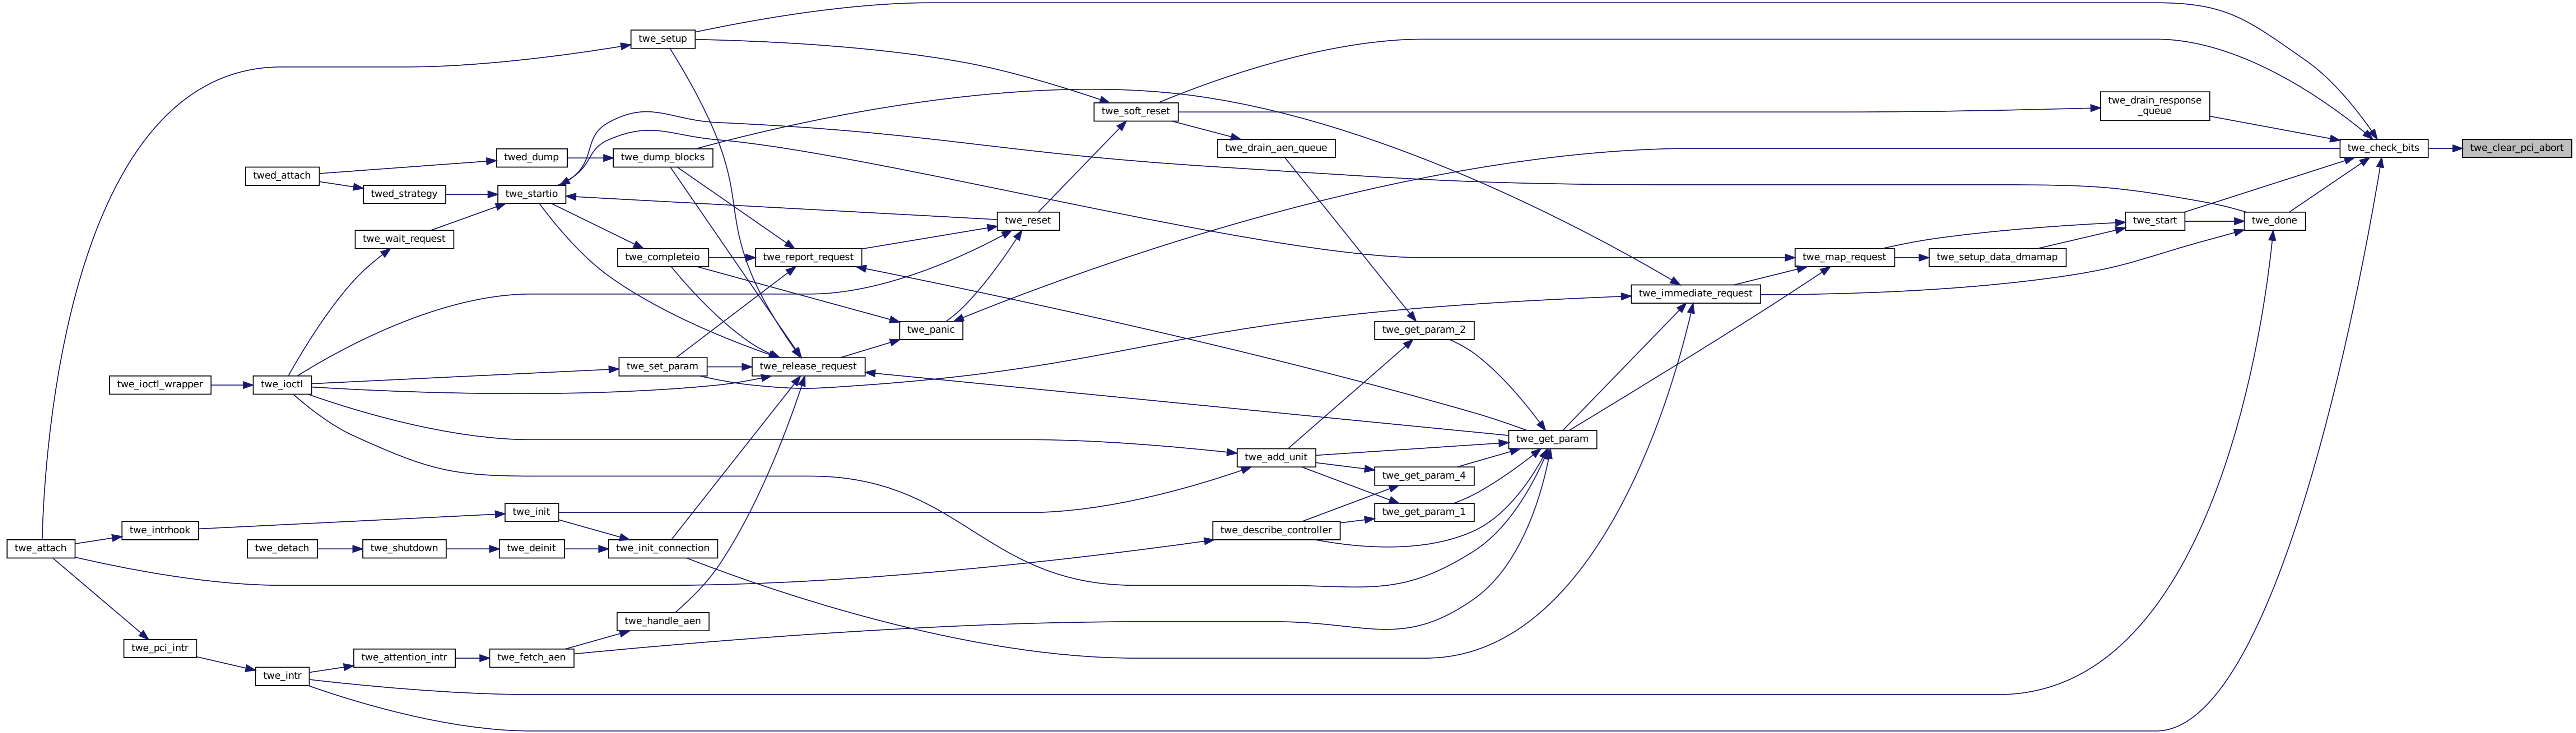 twe_setup
twe_drain_response
_queue
twe_soft_reset
twe_drain_aen_queue
twe_check_bits
twe_clear_pci_abort
twed_dump
twe_dump_blocks
twed_attach
twed_strategy
twe_startio
twe_reset
twe_start
twe_done
twe_wait_request
twe_completeio
twe_report_request
twe_map_request
twe_setup_data_dmamap
twe_immediate_request
twe_panic
twe_get_param_2
twe_set_param
twe_release_request
twe_ioctl_wrapper
twe_ioctl
twe_get_param
twe_add_unit
twe_get_param_4
twe_get_param_1
twe_init
twe_intrhook
twe_describe_controller
twe_attach
twe_detach
twe_shutdown
twe_deinit
twe_init_connection
twe_handle_aen
twe_pci_intr
twe_attention_intr
twe_fetch_aen
twe_intr